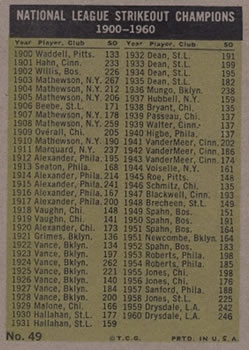 NATIONAL LEAGUE STRIKEOUT CHAMPIONS
1900-1960
Year Player, Club SO Year Player, Club SO
1900 Waddell, Pitts. 133 1932 Dean, St.L. 191
1901 Hahn, Cinn. 233 1933 Dean, St.L. 199
1902 Willis, Bos. 226 1934 Dean, St.L. 195
1903 Mathewson, N.Y. 267 1935 Dean, St.L. 182
1904 Mathewson, N.Y. 212 1936 Mungo, Bklyn. 238
1905 Mathewson, N.Y. 206 1937 Hubbell, N.Y. 159
1906 Beebe, St.L. 171 1938 Bryant, Chi. 135
1907 Mathewson, N.Y. 178 1939 Passeau, Chi. 137
1908 Mathewson, N.Y. 259 1939 Walter, Cinn. 137
1909 Overall, Chi. 205 1940 Higbe, Phila. 137
1910 Mathewson, N.Y. 190 1941 VanderMeer, Cinn. 202
1911 Marquard, N.Y. 237 1942 VanderMeer, Cinn. 186
1912 Alexander, Phila. 195 1943 VanderMeer, Cinn. 174
1913 Seaton, Phila. 168 1944 Voiselle, N.Y. 161
1914 Alexander, Phila. 214 1945 Roe, Pitts. 148
1915 Alexander, Phila. 241 1946 Schmitz, Chi. 135
1916 Alexander, Phila. 167 1947 Blackwell, Cinn. 193
1917 Alexander, Phila. 200 1948 Brecheen, St.L. 149
1918 Vaughn, Chi. 148 1949 Spahn, Bos. 151
1919 Vaughn, Chi. 141 1950 Spahn, Bos. 191
1920 Alexander, Chi. 173 1951 Spahn, Bos. 164
1921 Grimes, Bklyn. 136 1951 Newcombe, Bkl. 164
1922 Vance, Bklyn. 134 1952 Spahn, Bos. 183
1923 Vance, Bklyn. 197 1953 Roberts, Phila. 198
1924 Vance, Bklyn. 262 1954 Roberts, Phila. 185
1925 Vance, Bklyn. 221 1955 Jones, Chi. 198
1926 Vance, Bklyn. 140 1956 Jones, Chi. 176
1927 Vance, Bklyn. 184 1957 Sanford, Phila. 188
1928 Vance, Bklyn. 200 1958 Jones, St.L. 225
1929 Malone, Chi. 166 1959 Drysdale, L.A. 242
1930 Hallahan, St.L. 177 1960 Drysdale, L.A. 246
1931 Hallahan, St.L. 159
No. 49 ©T.C.G. PRTD. IN U.S.A.